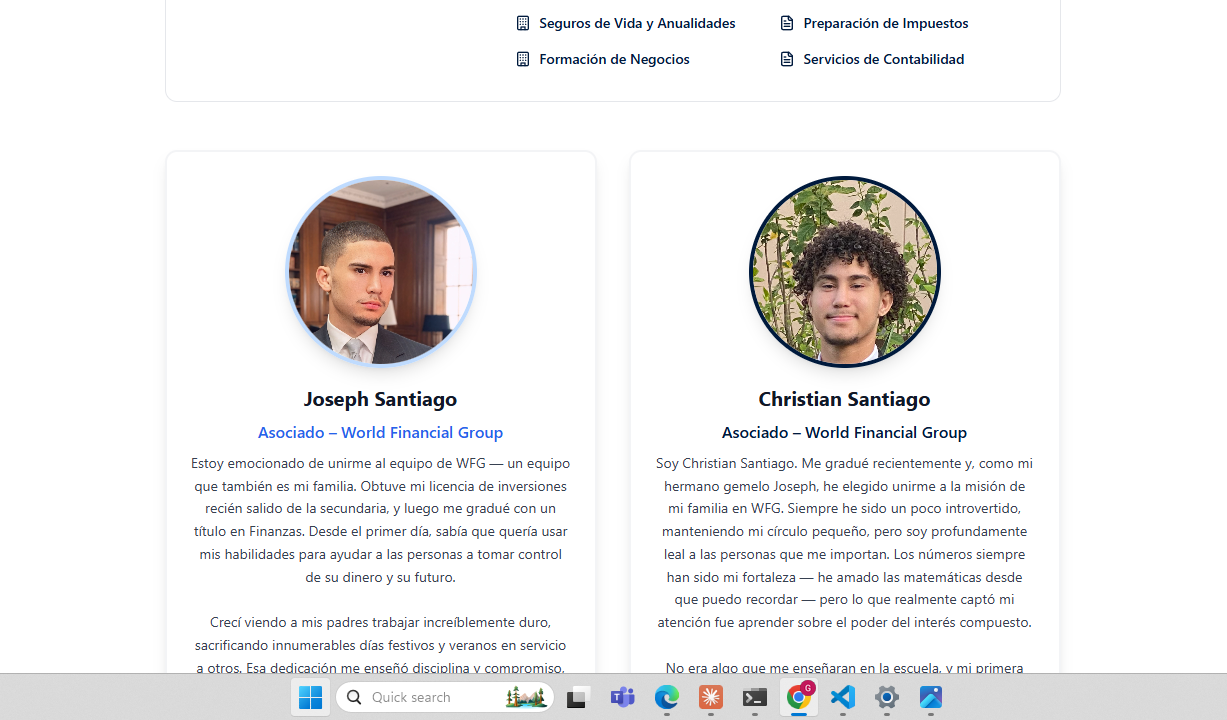 Seguros de Vida y Anualidades
Preparación de Impuestos
Formación de Negocios
Servicios de Contabilidad
Joseph Santiago
Asociado – World Financial Group
Estoy emocionado de unirme al equipo de WFG — un equipo
que también es mi familia. Obtuve mi licencia de inversiones
recién salido de la secundaria, y luego me gradué con un
título en Finanzas. Desde el primer día, sabía que quería usar
mis habilidades para ayudar a las personas a tomar control
de su dinero y su futuro.
Crecí viendo a mis padres trabajar increíblemente duro,
sacrificando innumerables días festivos y veranos en servicio
a otros. Esa dedicación me enseñó disciplina y compromiso.
Christian Santiago
Asociado – World Financial Group
Soy Christian Santiago. Me gradué recientemente y, como mi
hermano gemelo Joseph, he elegido unirme a la misión de
mi familia en WFG. Siempre he sido un poco introvertido,
manteniendo mi círculo pequeño, pero soy profundamente
leal a las personas que me importan. Los números siempre
han sido mi fortaleza — he amado las matemáticas desde
que puedo recordar — pero lo que realmente captó mi
atención fue aprender sobre el poder del interés compuesto.
No era algo que me enseñaran en la escuela, y mi primera
Quick search
G